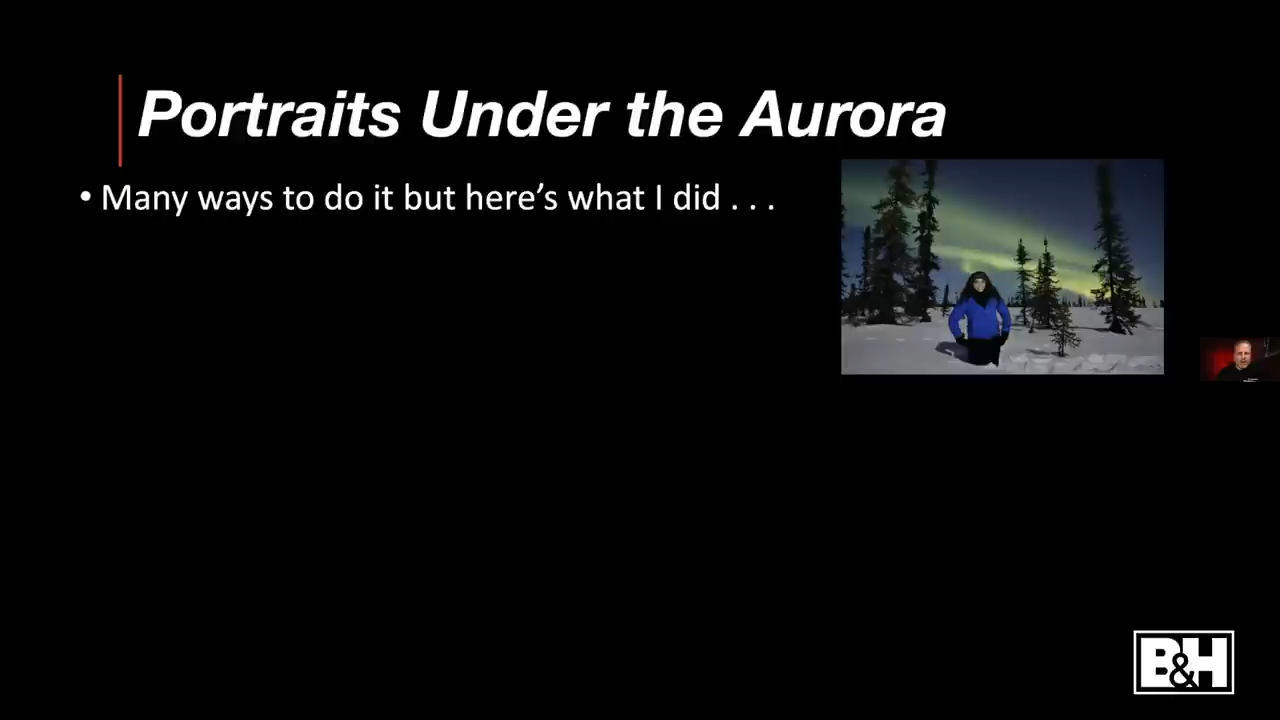 Portraits Under the Aurora
• Many ways to do it but here’s what I did . . .
B&H